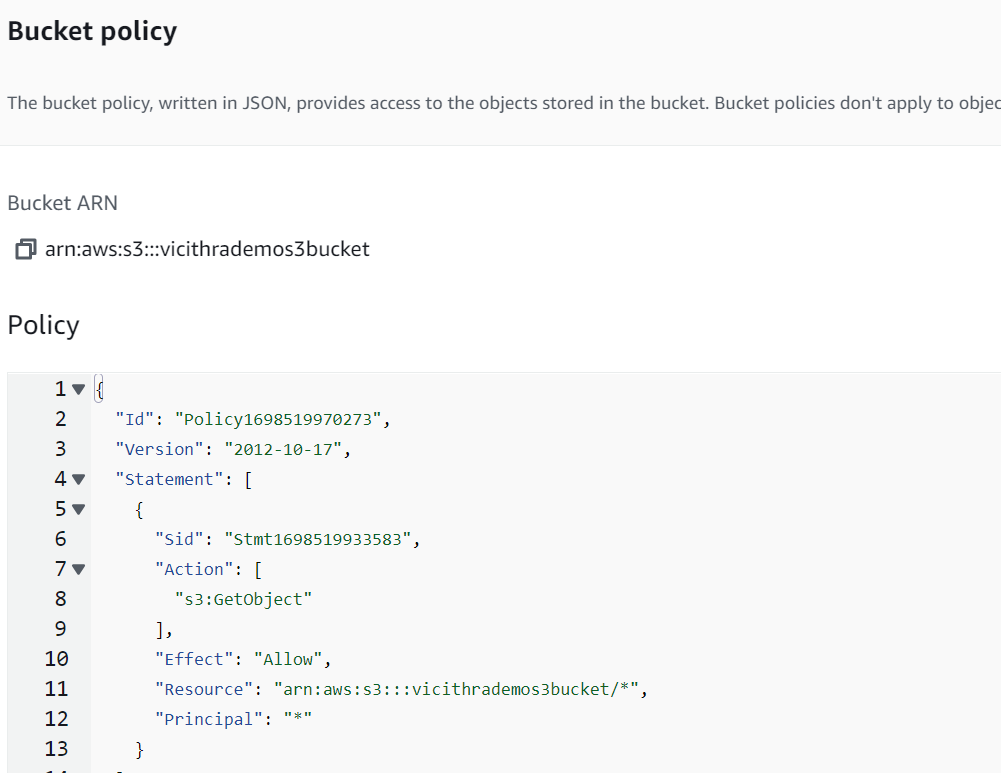 Bucket policy
The bucket policy, written in JSON, provides access to the objects stored in the bucket. Bucket policies don't apply to
Bucket ARN
arn:aws:s3:::vicithrademos3bucket
Policy
1 {
2 "Id": "Policy1698519970273",
3 "Version": "2012-10-17",
4 "Statement": [
5 {
6 "Sid": "Stmt1698519933583",
7 "Action": [
8 "s3:GetObject"
9 ],
10 "Effect": "Allow",
11 "Resource": "arn:aws:s3:::vicithrademos3bucket/*",
12 "Principal": "*"
13 }